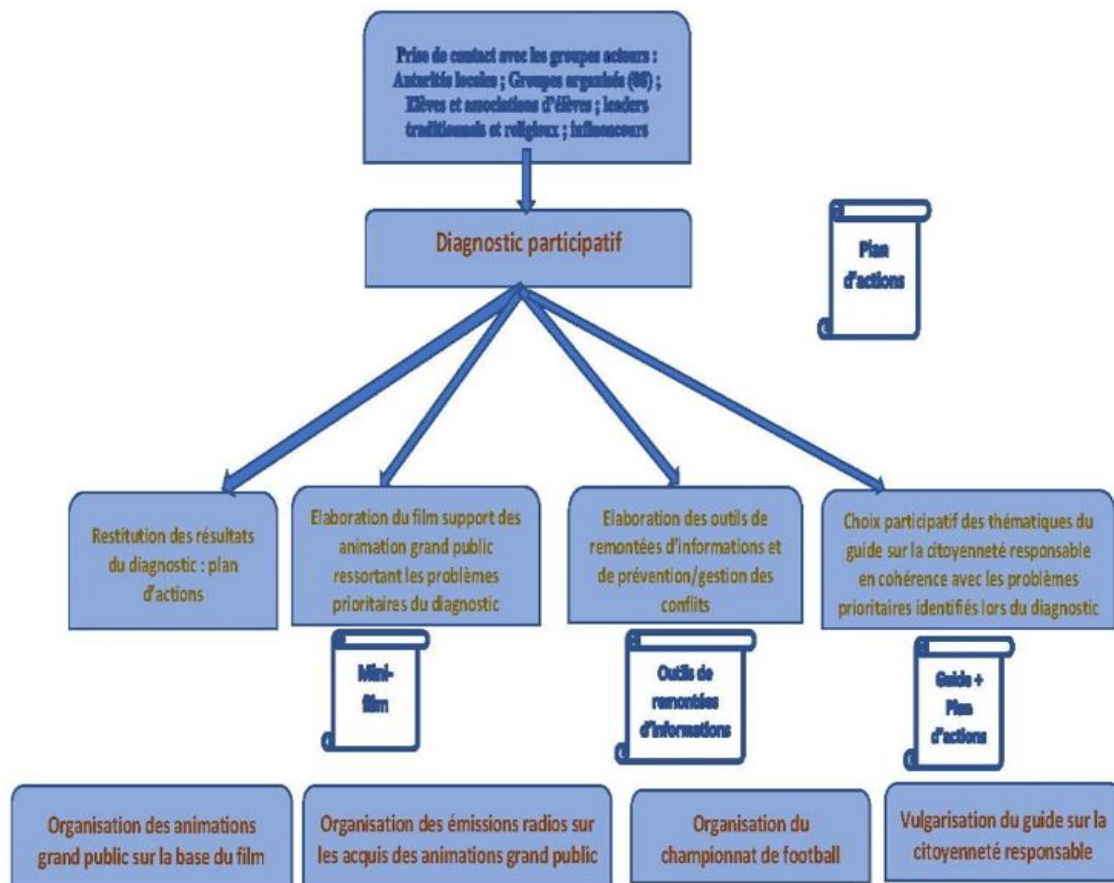 Prise de contact avec les groupes acteurs :
Autorités locales ; Groupes organisés (05) ;
Elèves et associations d'élèves ; leaders
traditionnels et religieux ; influenceurs
Diagnostic participatif
Plan
d'actions
Restitution des résultats
du diagnostic : plan
d'actions
Elaboration du film support des
animation grand public
ressortant les problèmes
prioritaires du diagnostic
Elaboration des outils de
remontées d'informations et
de prévention/gestion des
conflits
Choix participatif des thématiques du
guide sur la citoyenneté responsable
en cohérence avec les problèmes
prioritaires identifiés lors du diagnostic
Mini-
film
Outils de
remontées
d'informations
Guide +
Plan
d'actions
Organisation des animations
grand public sur la base du film
Organisation des émissions radios sur
les acquis des animations grand public
Organisation du
championnat de football
Vulgarisation du guide sur la
citoyenneté responsable